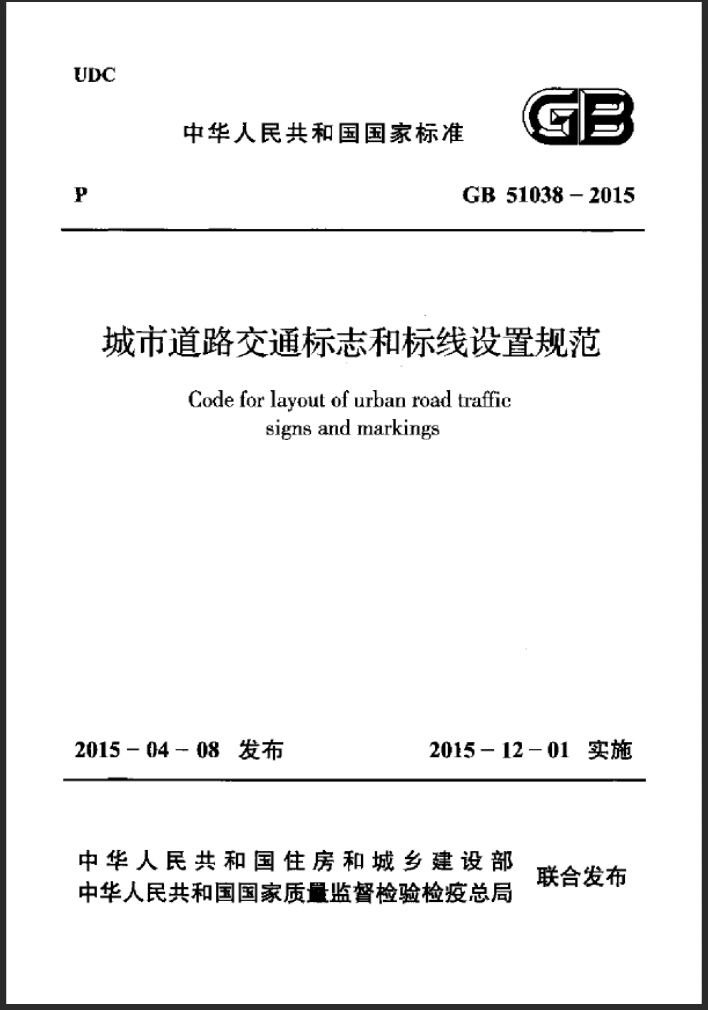 UDC
中华人民共和国国家标准
GB
P
GB 51038－2015
城市道路交通标志和标线设置规范
Code for layout of urban road traffic
signs and markings
2015－04－08 发布
2015－12－01 实施
中华人民共和国住房和城乡建设部
中华人民共和国国家质量监督检验检疫总局
联合发布